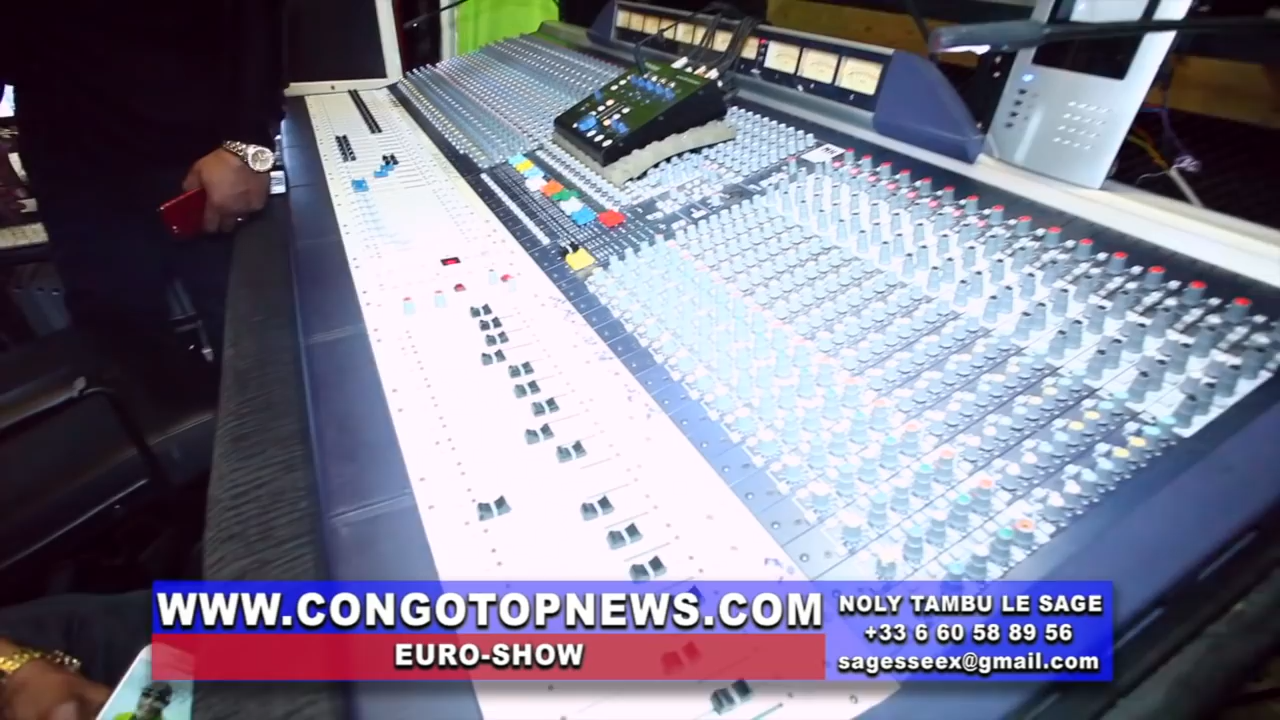 WWW.CONGOTOPNEWS.COM
EURO-SHOW
NOLY TAMBU LE SAGE
+33 6 60 58 89 56
sagesseex@gmail.com